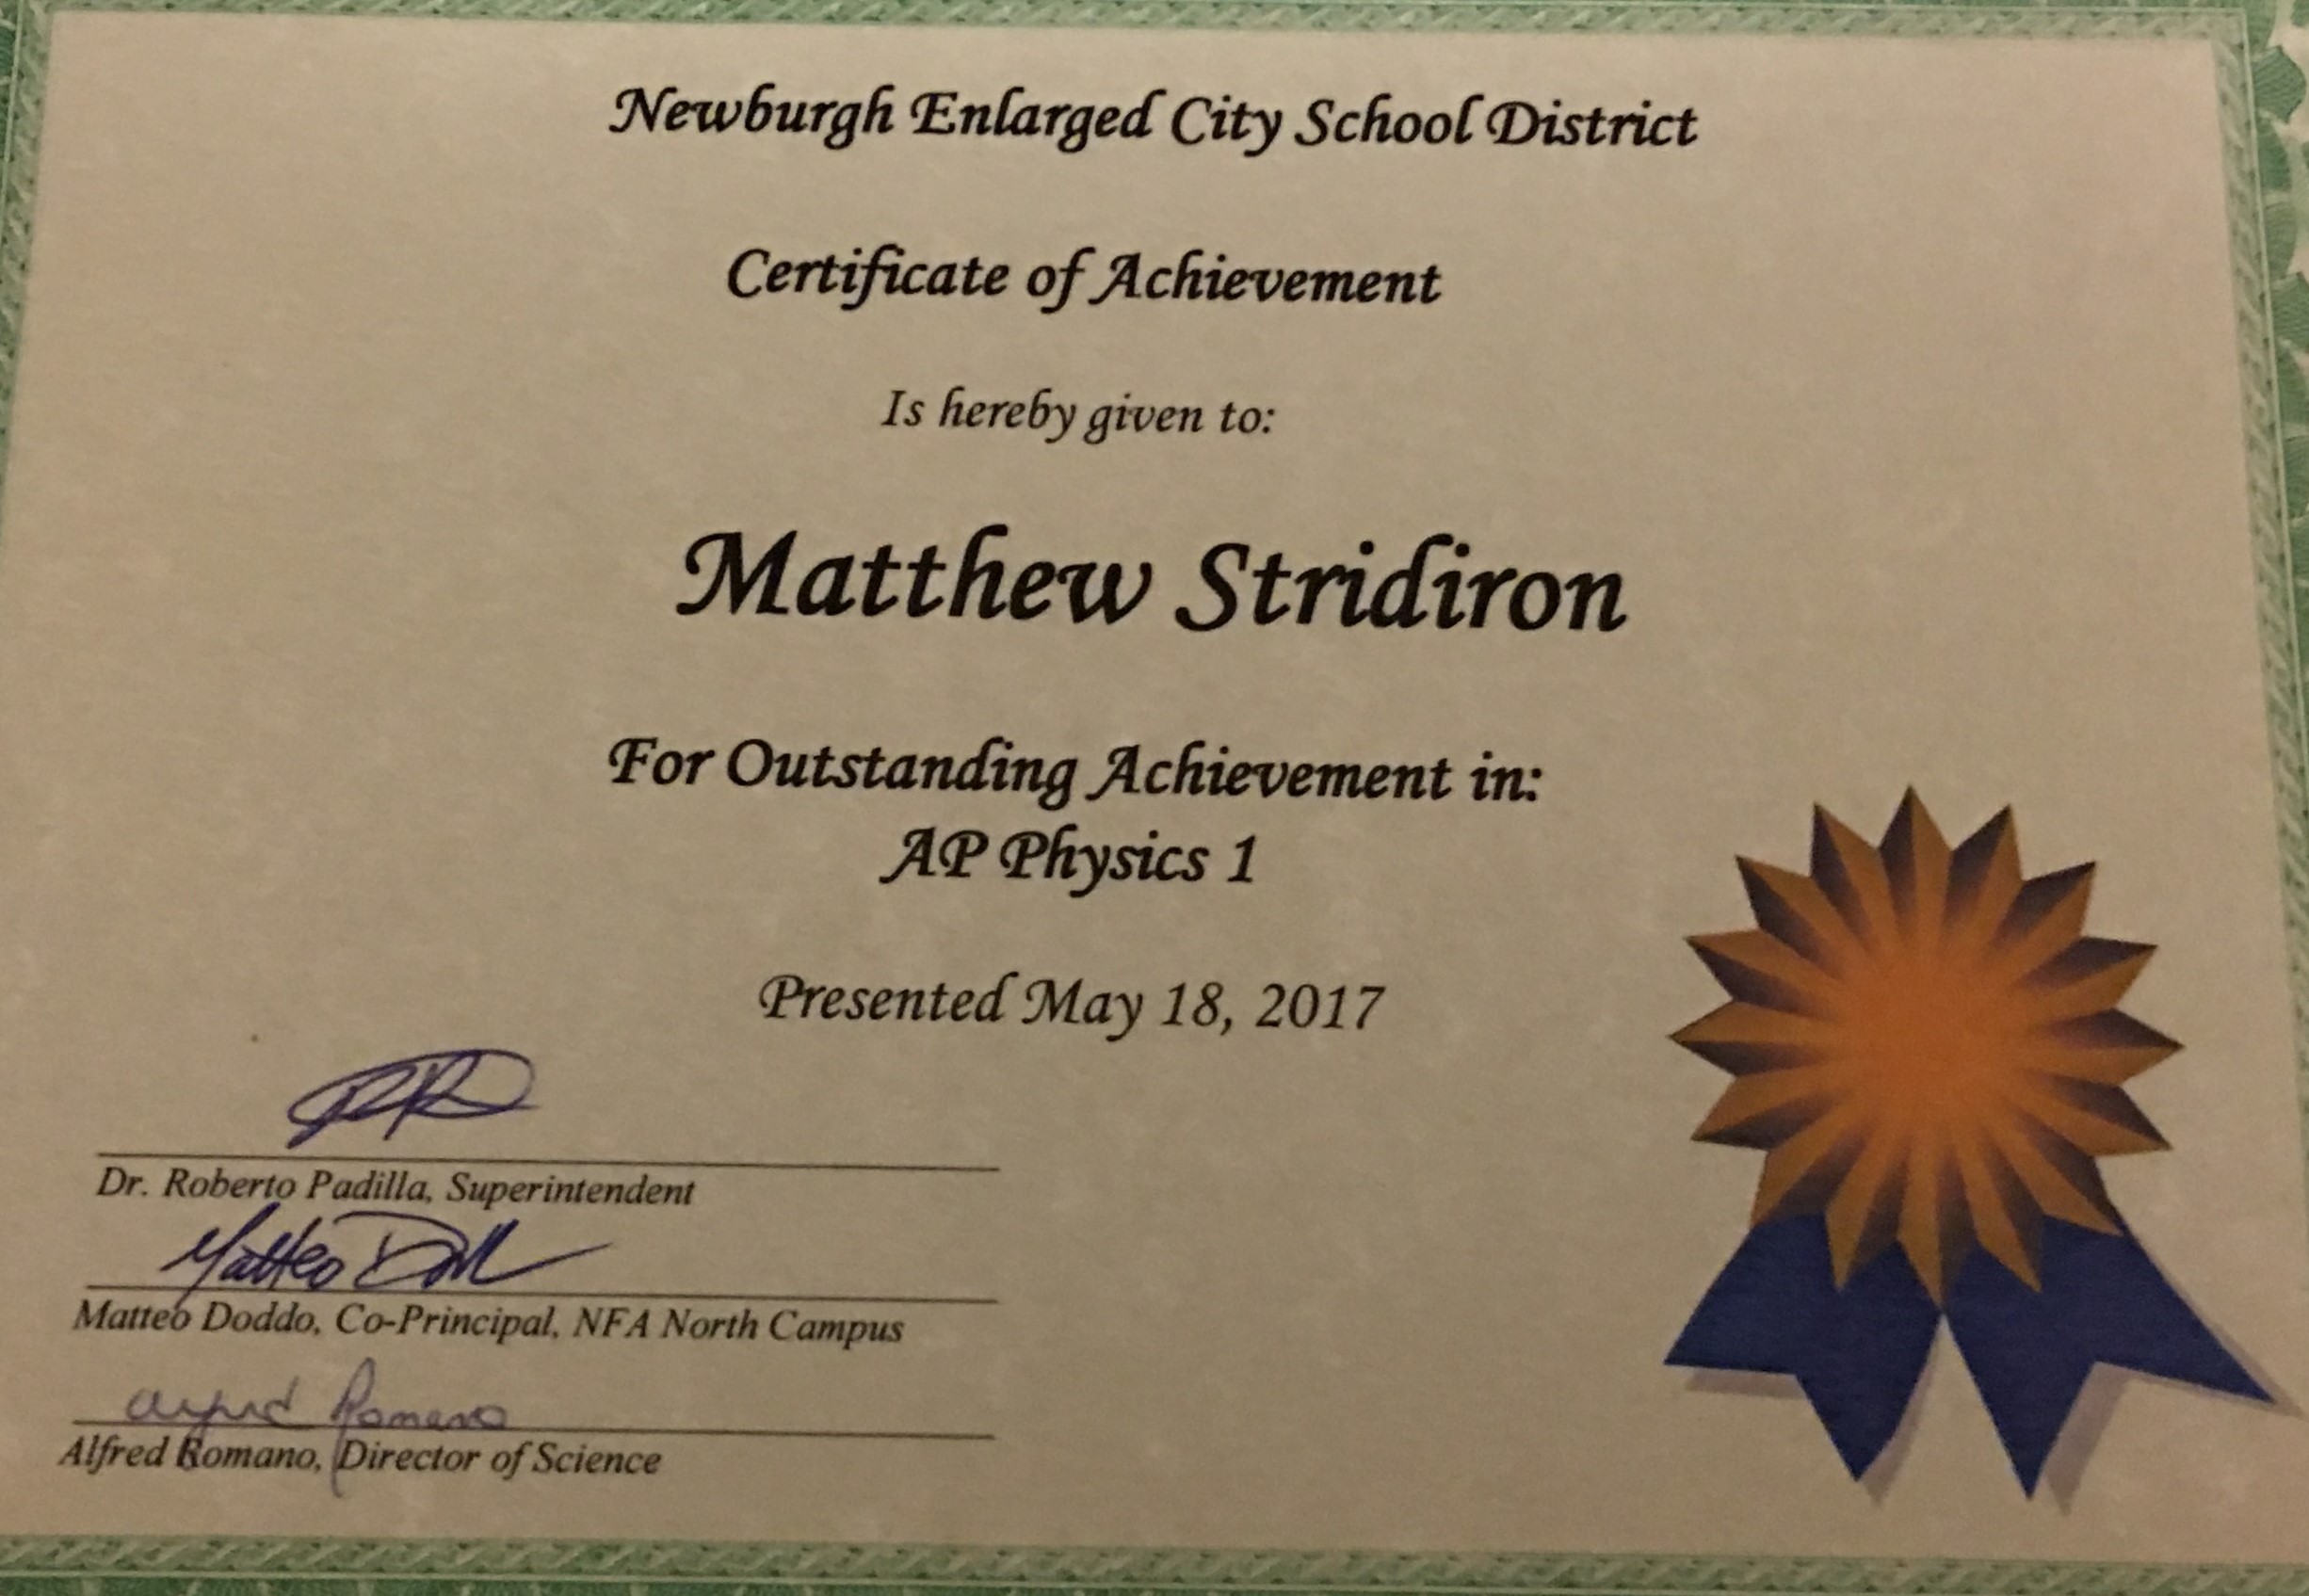 Newburgh Enlarged City School District
Certificate of Achievement
Is hereby given to:
Matthew Stridiron
For Outstanding Achievement in:
AP Physics 1
Presented May 18, 2017
Dr. Roberto Padilla, Superintendent
Matteo
Matteo Doddo, Co-Principal, NFA North Campus
Alfred Romano
Alfred Romano, Director of Science